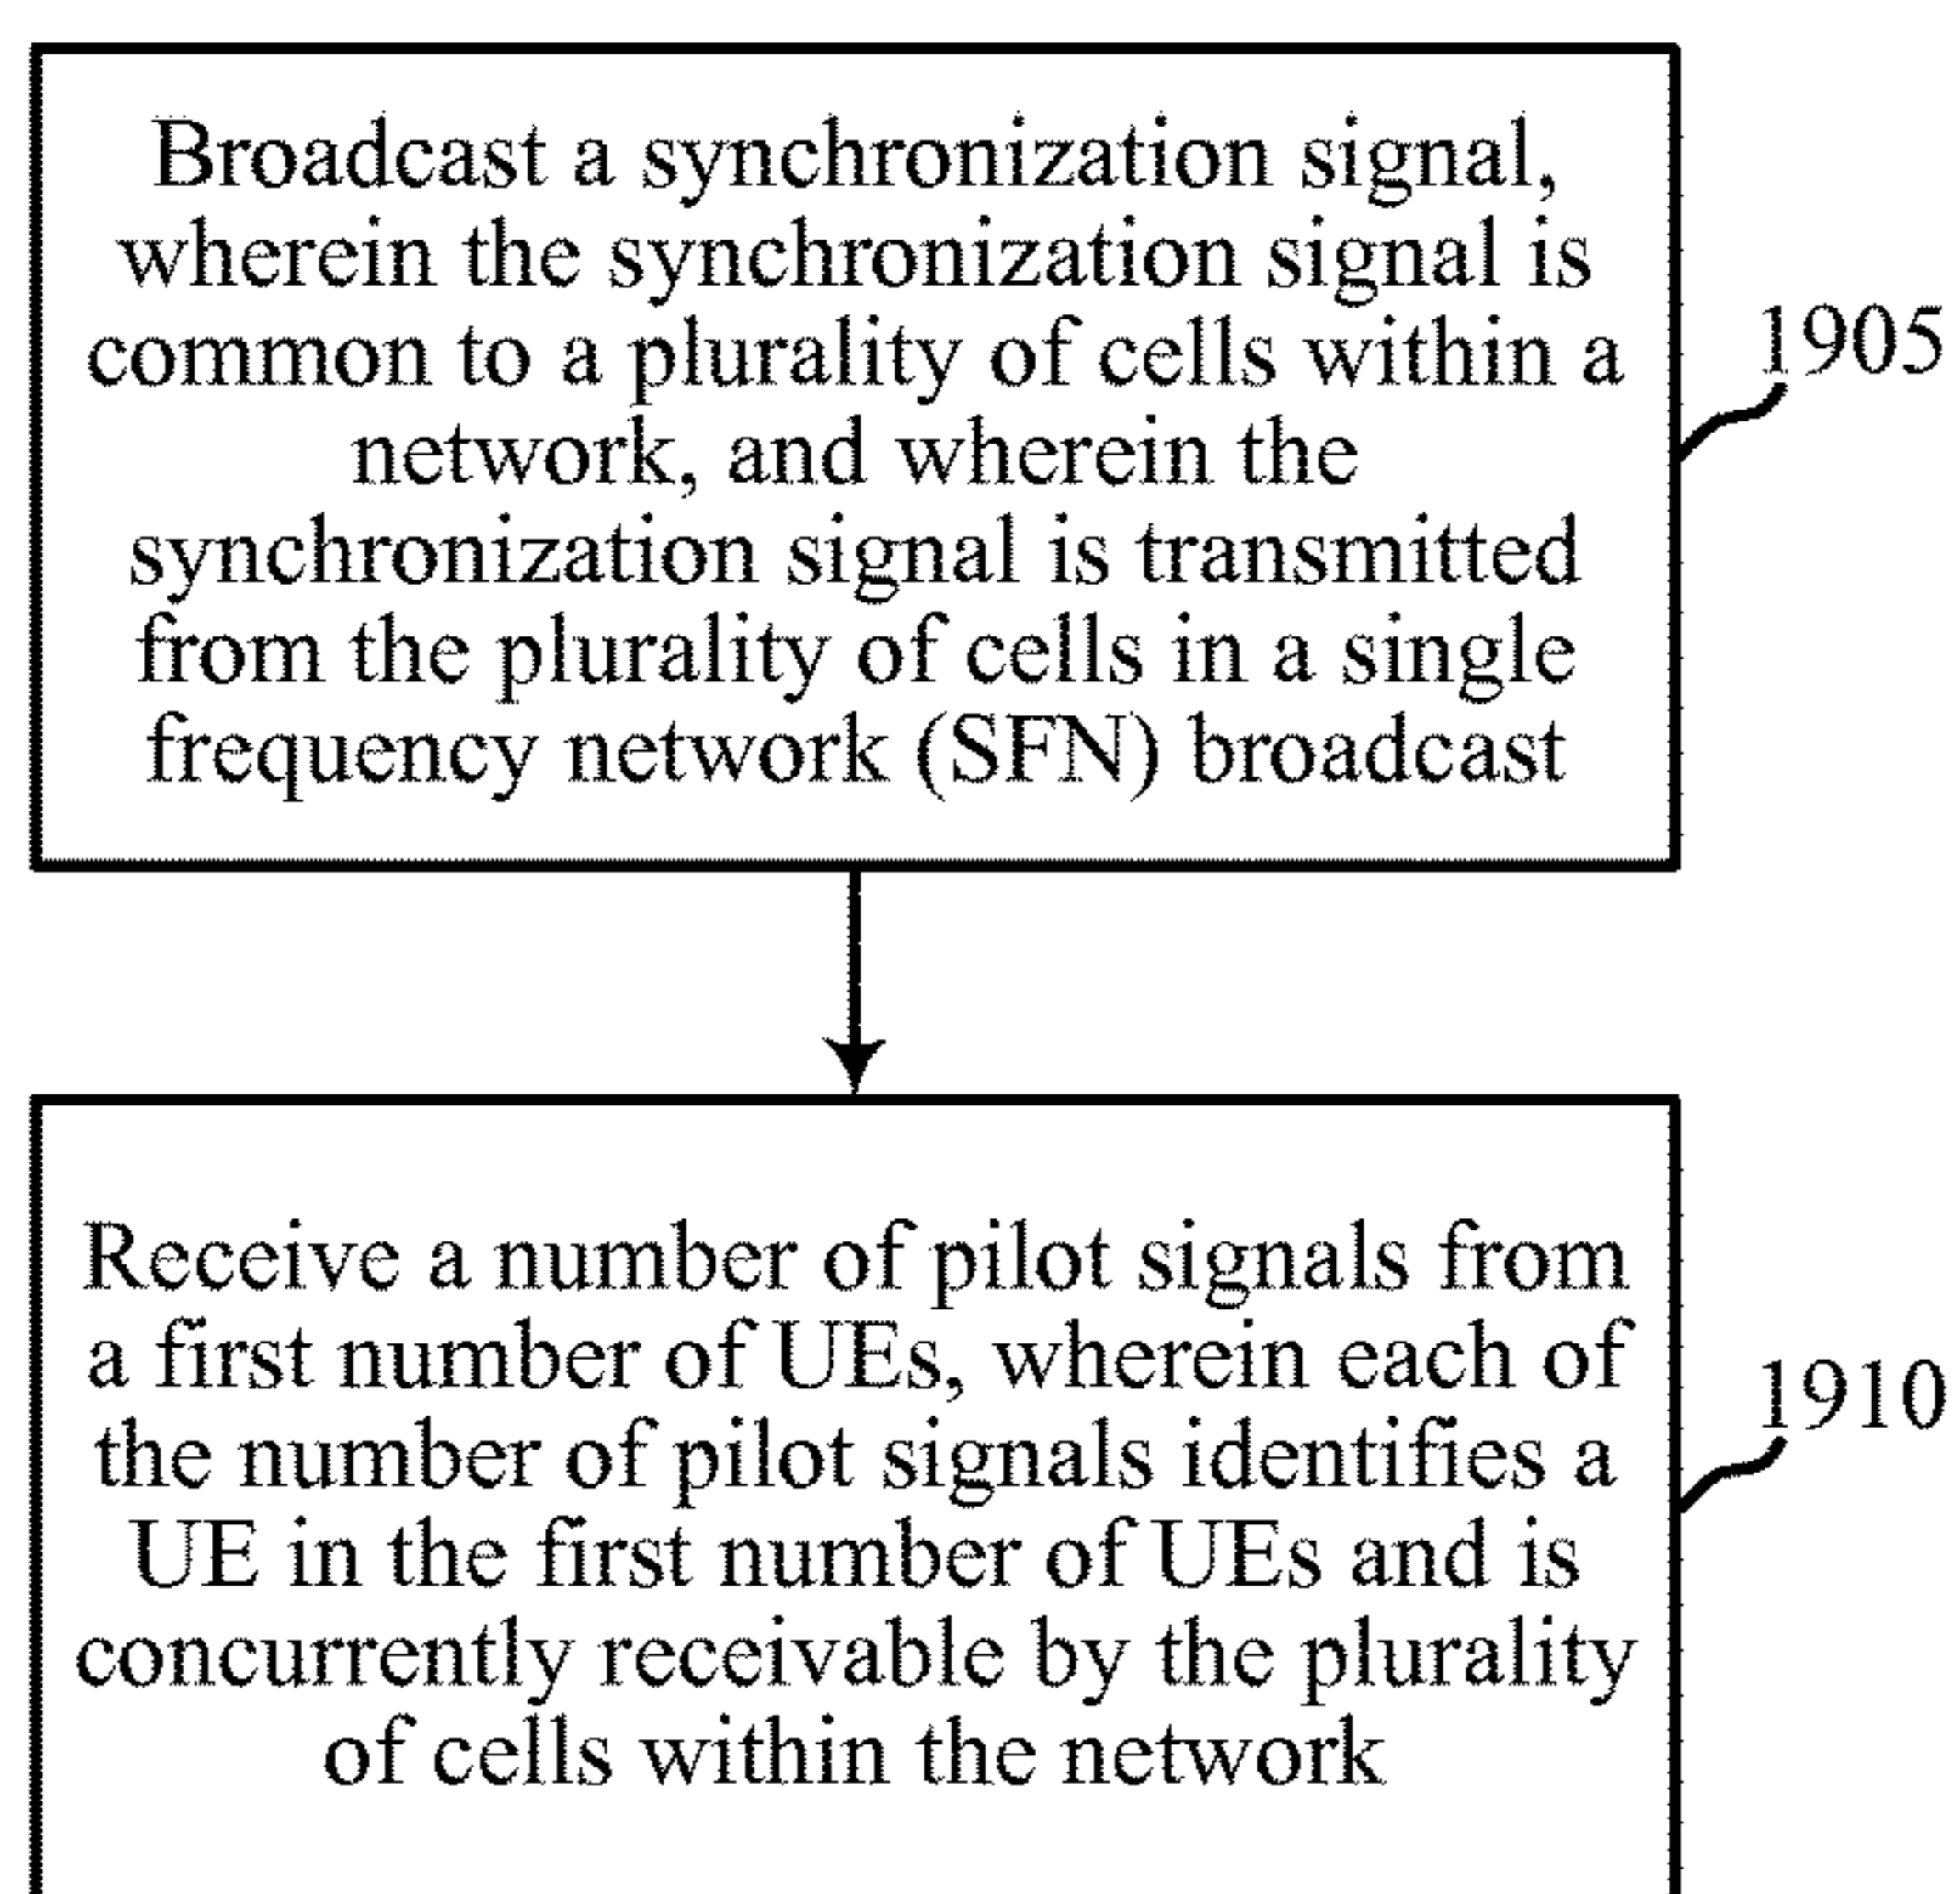 Broadcast a synchronization signal,
wherein the synchronization signal is
common to a plurality of cells within a
network, and wherein the
synchronization signal is transmitted
from the plurality of cells in a single
frequency network (SFN) broadcast
1905
Receive a number of pilot signals from
a first number of UEs, wherein each of
the number of pilot signals identifies a
UE in the first number of UEs and is
concurrently receivable by the plurality
of cells within the network
1910